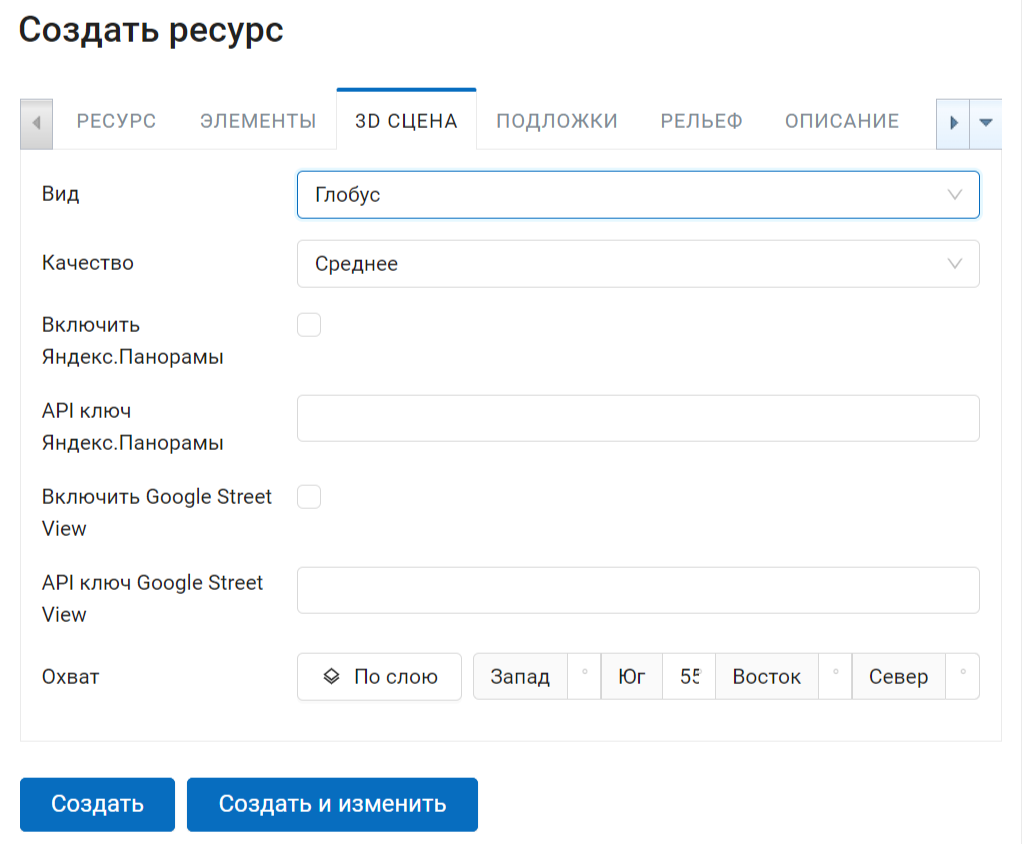 Создать ресурс
РЕСУРС ЭЛЕМЕНТЫ 3D СЦЕНА ПОДЛОЖКИ РЕЛЬЕФ ОПИСАНИЕ
Вид Глобус
Качество Среднее
Включить
Яндекс.Панорамы
API ключ
Яндекс.Панорамы
Включить Google Street
View
API ключ Google Street
View
Охват По слою Запад ° Юг 55° Восток ° Север °
Создать Создать и изменить